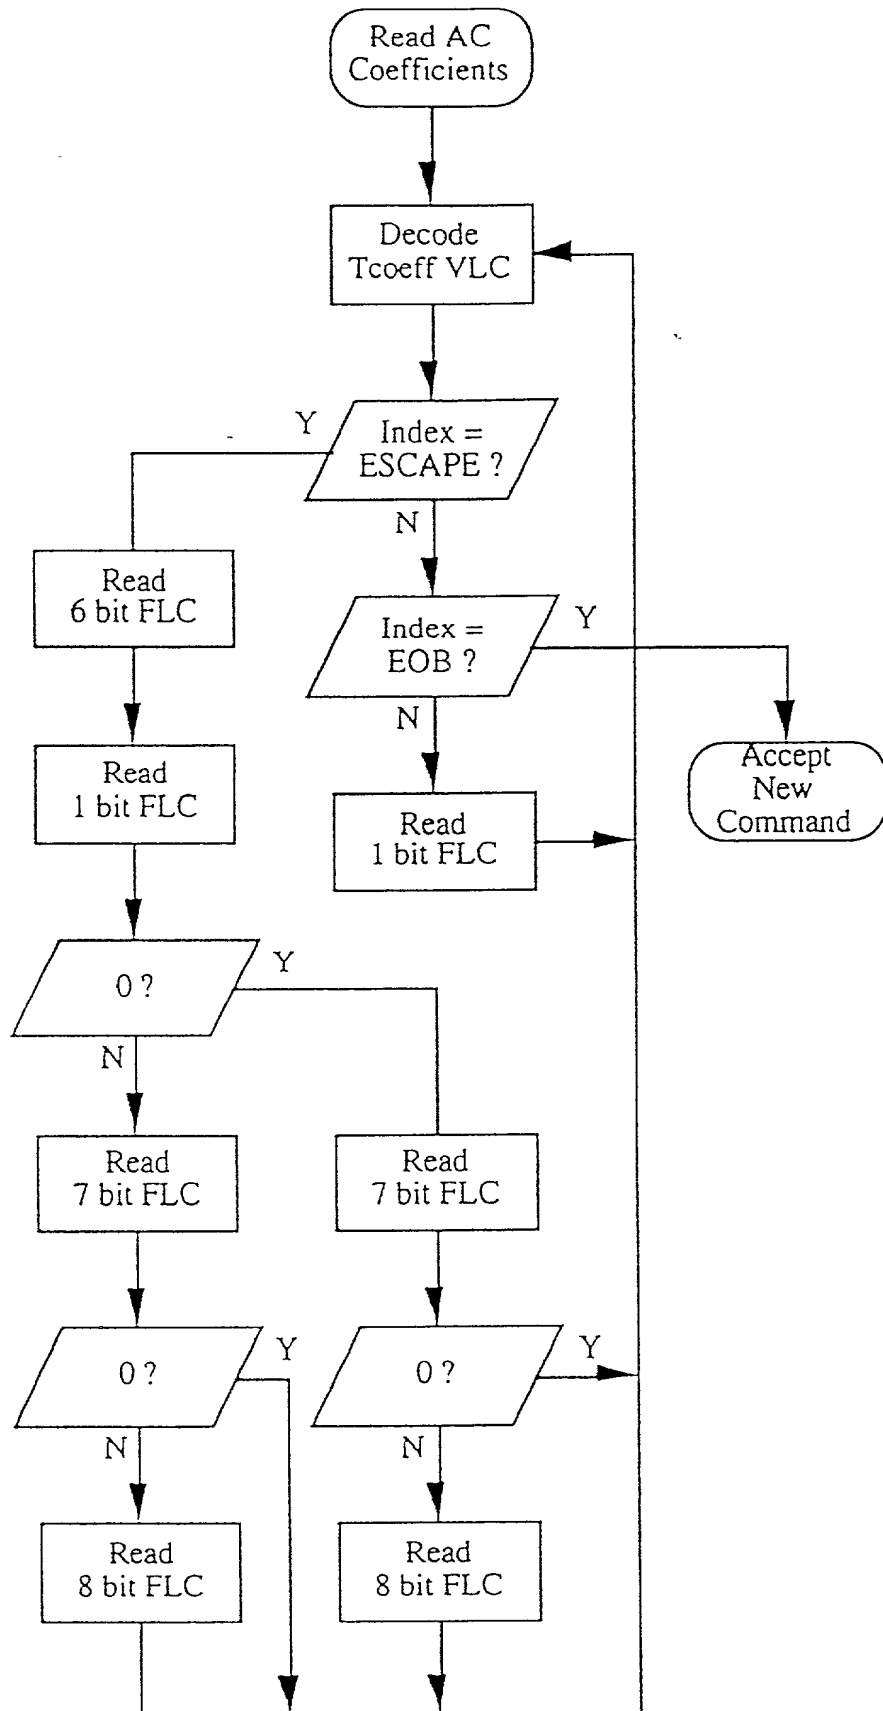 Read AC
Coefficients
Decode
Tcoeff VLC
Y
Index =
ESCAPE ?
N
Read
6 bit FLC
Index =
EOB ?
Y
N
Read
1 bit FLC
Accept
New
Command
Read
1 bit FLC
0 ?
Y
N
Read
7 bit FLC
Read
7 bit FLC
0 ?
Y
N
0 ?
Y
N
Read
8 bit FLC
Read
8 bit FLC